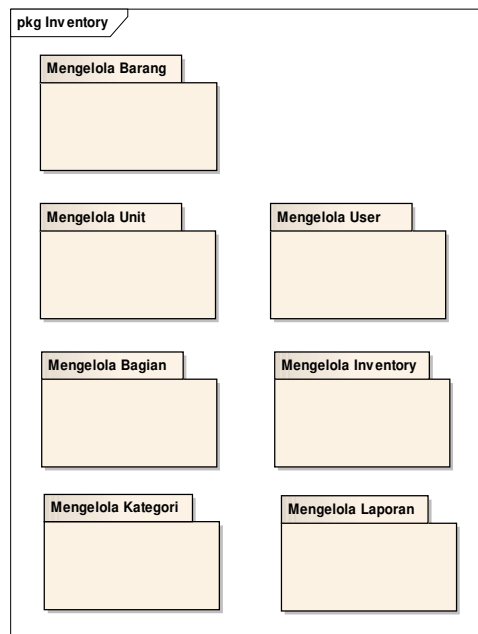 pkg Inventory
Mengelola Barang
Mengelola Unit
Mengelola User
Mengelola Bagian
Mengelola Inventory
Mengelola Kategori
Mengelola Laporan